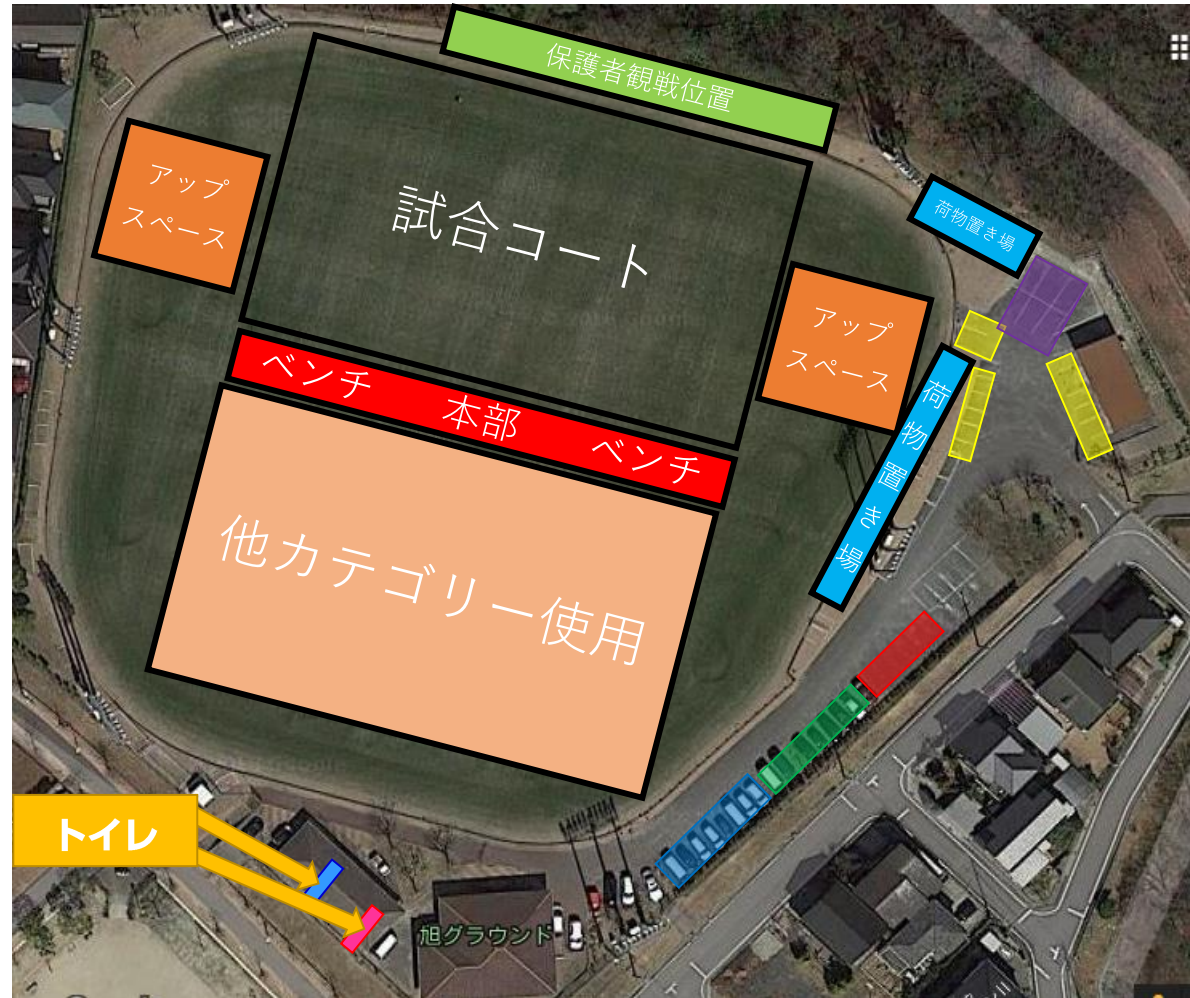 保護者観戦位置
アップ
スペース
試合コート
荷物置き場
アップ
スペース
ベンチ 本部 ベンチ
荷物置き場
他カテゴリー使用
トイレ
旭グラウンド